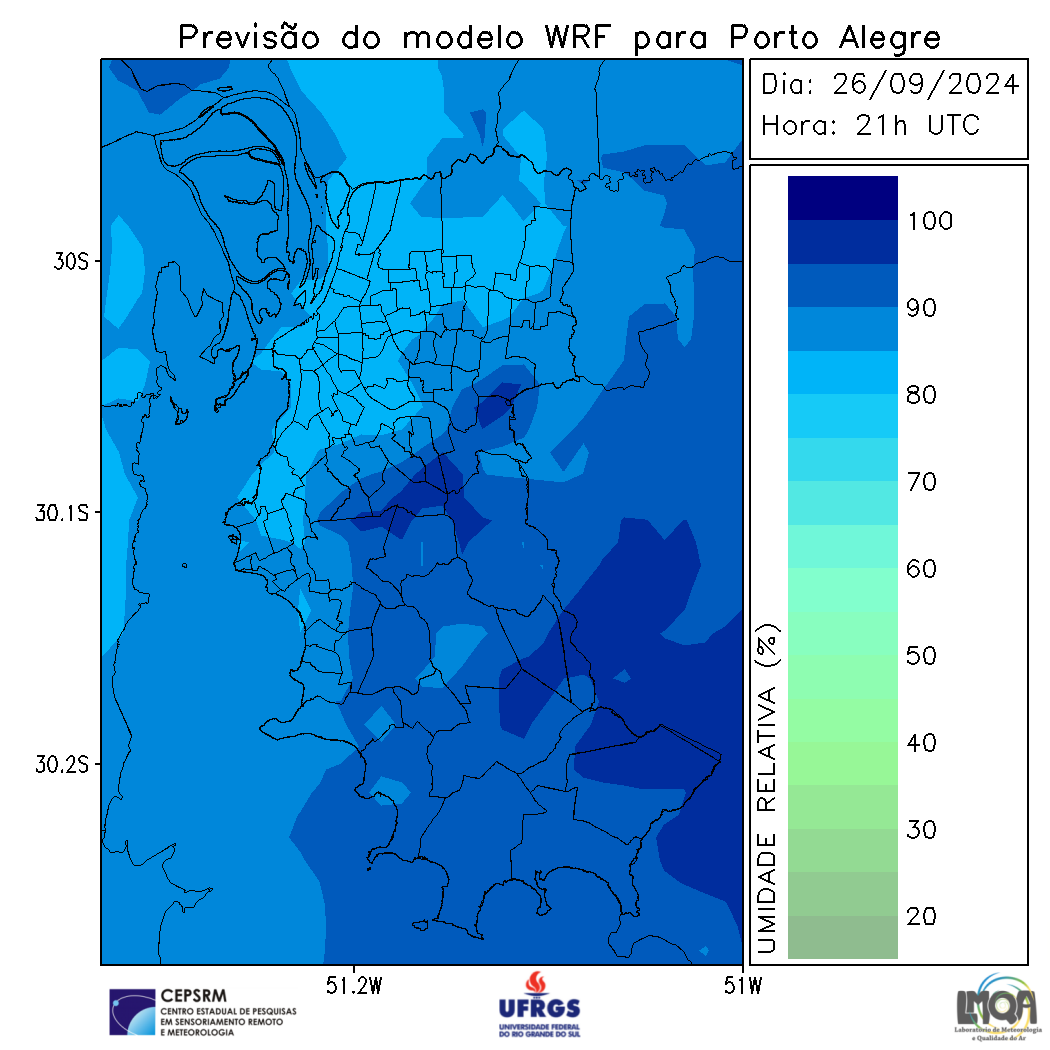 Previsão do modelo WRF para Porto Alegre
Dia: 26/09/2024
Hora: 21h UTC
30S
30.1S
30.2S
51.2W
51W
100
90
80
70
60
50
40
30
20
UMIDADE RELATIVA (%)
CEPSRM
CENTRO ESTADUAL DE PESQUISAS
EM SENSORIAMENTO REMOTO
E METEOROLOGIA
UFRGS
UNIVERSIDADE FEDERAL
DO RIO GRANDE DO SUL
LMQA
Laboratório de Meteorologia
e Qualidade do Ar